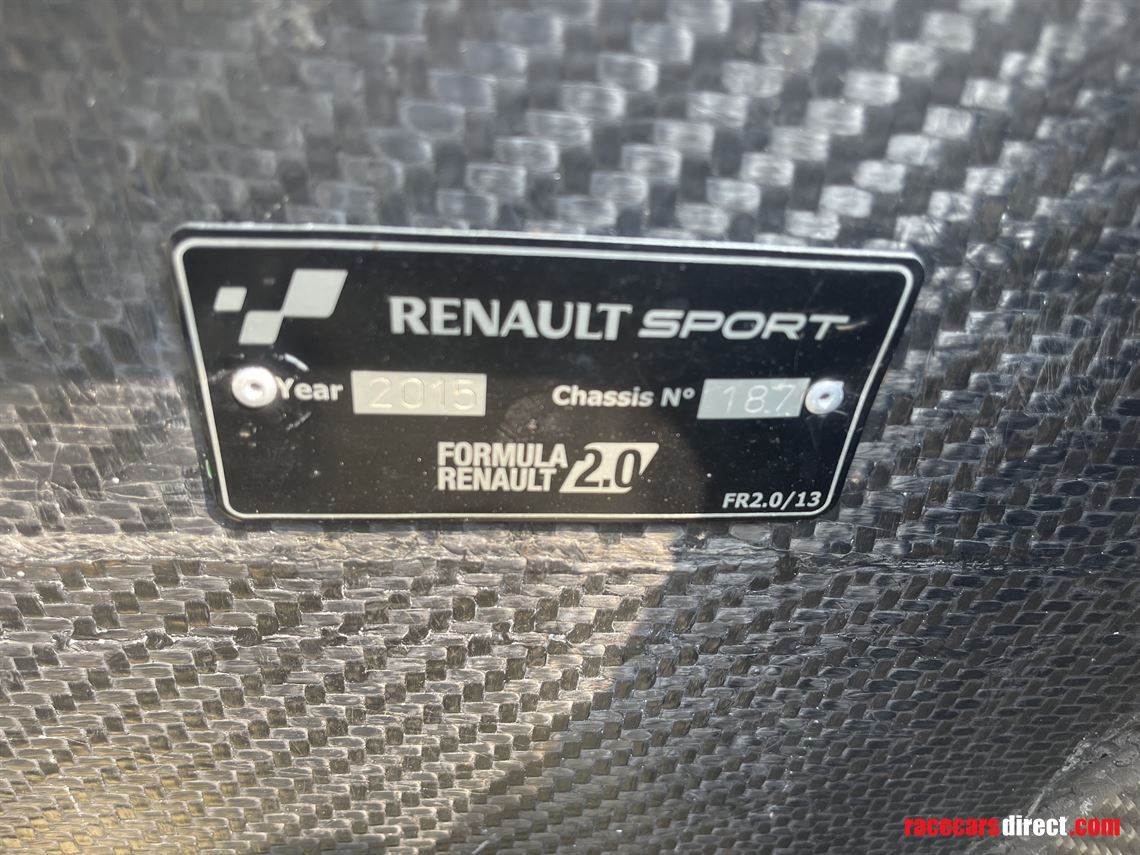 RENAULT SPORT
Year 2015 Chassis N° 187
FORMULA
RENAULT 2.0
FR2.0/13
racecarsdirect.com